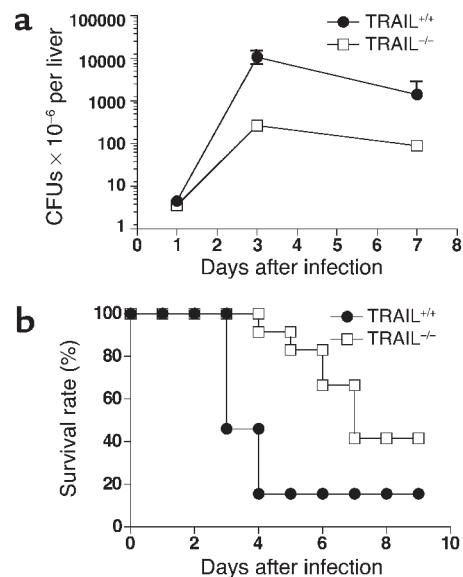 a
TRAIL+/+
TRAIL–/–
CFUs × 10–6 per liver
100000
10000
1000
100
10
1
0 1 2 3 4 5 6 7 8
Days after infection
b
TRAIL+/+
TRAIL–/–
Survival rate (%)
100
80
60
40
20
0
0 2 4 6 8 10
Days after infection